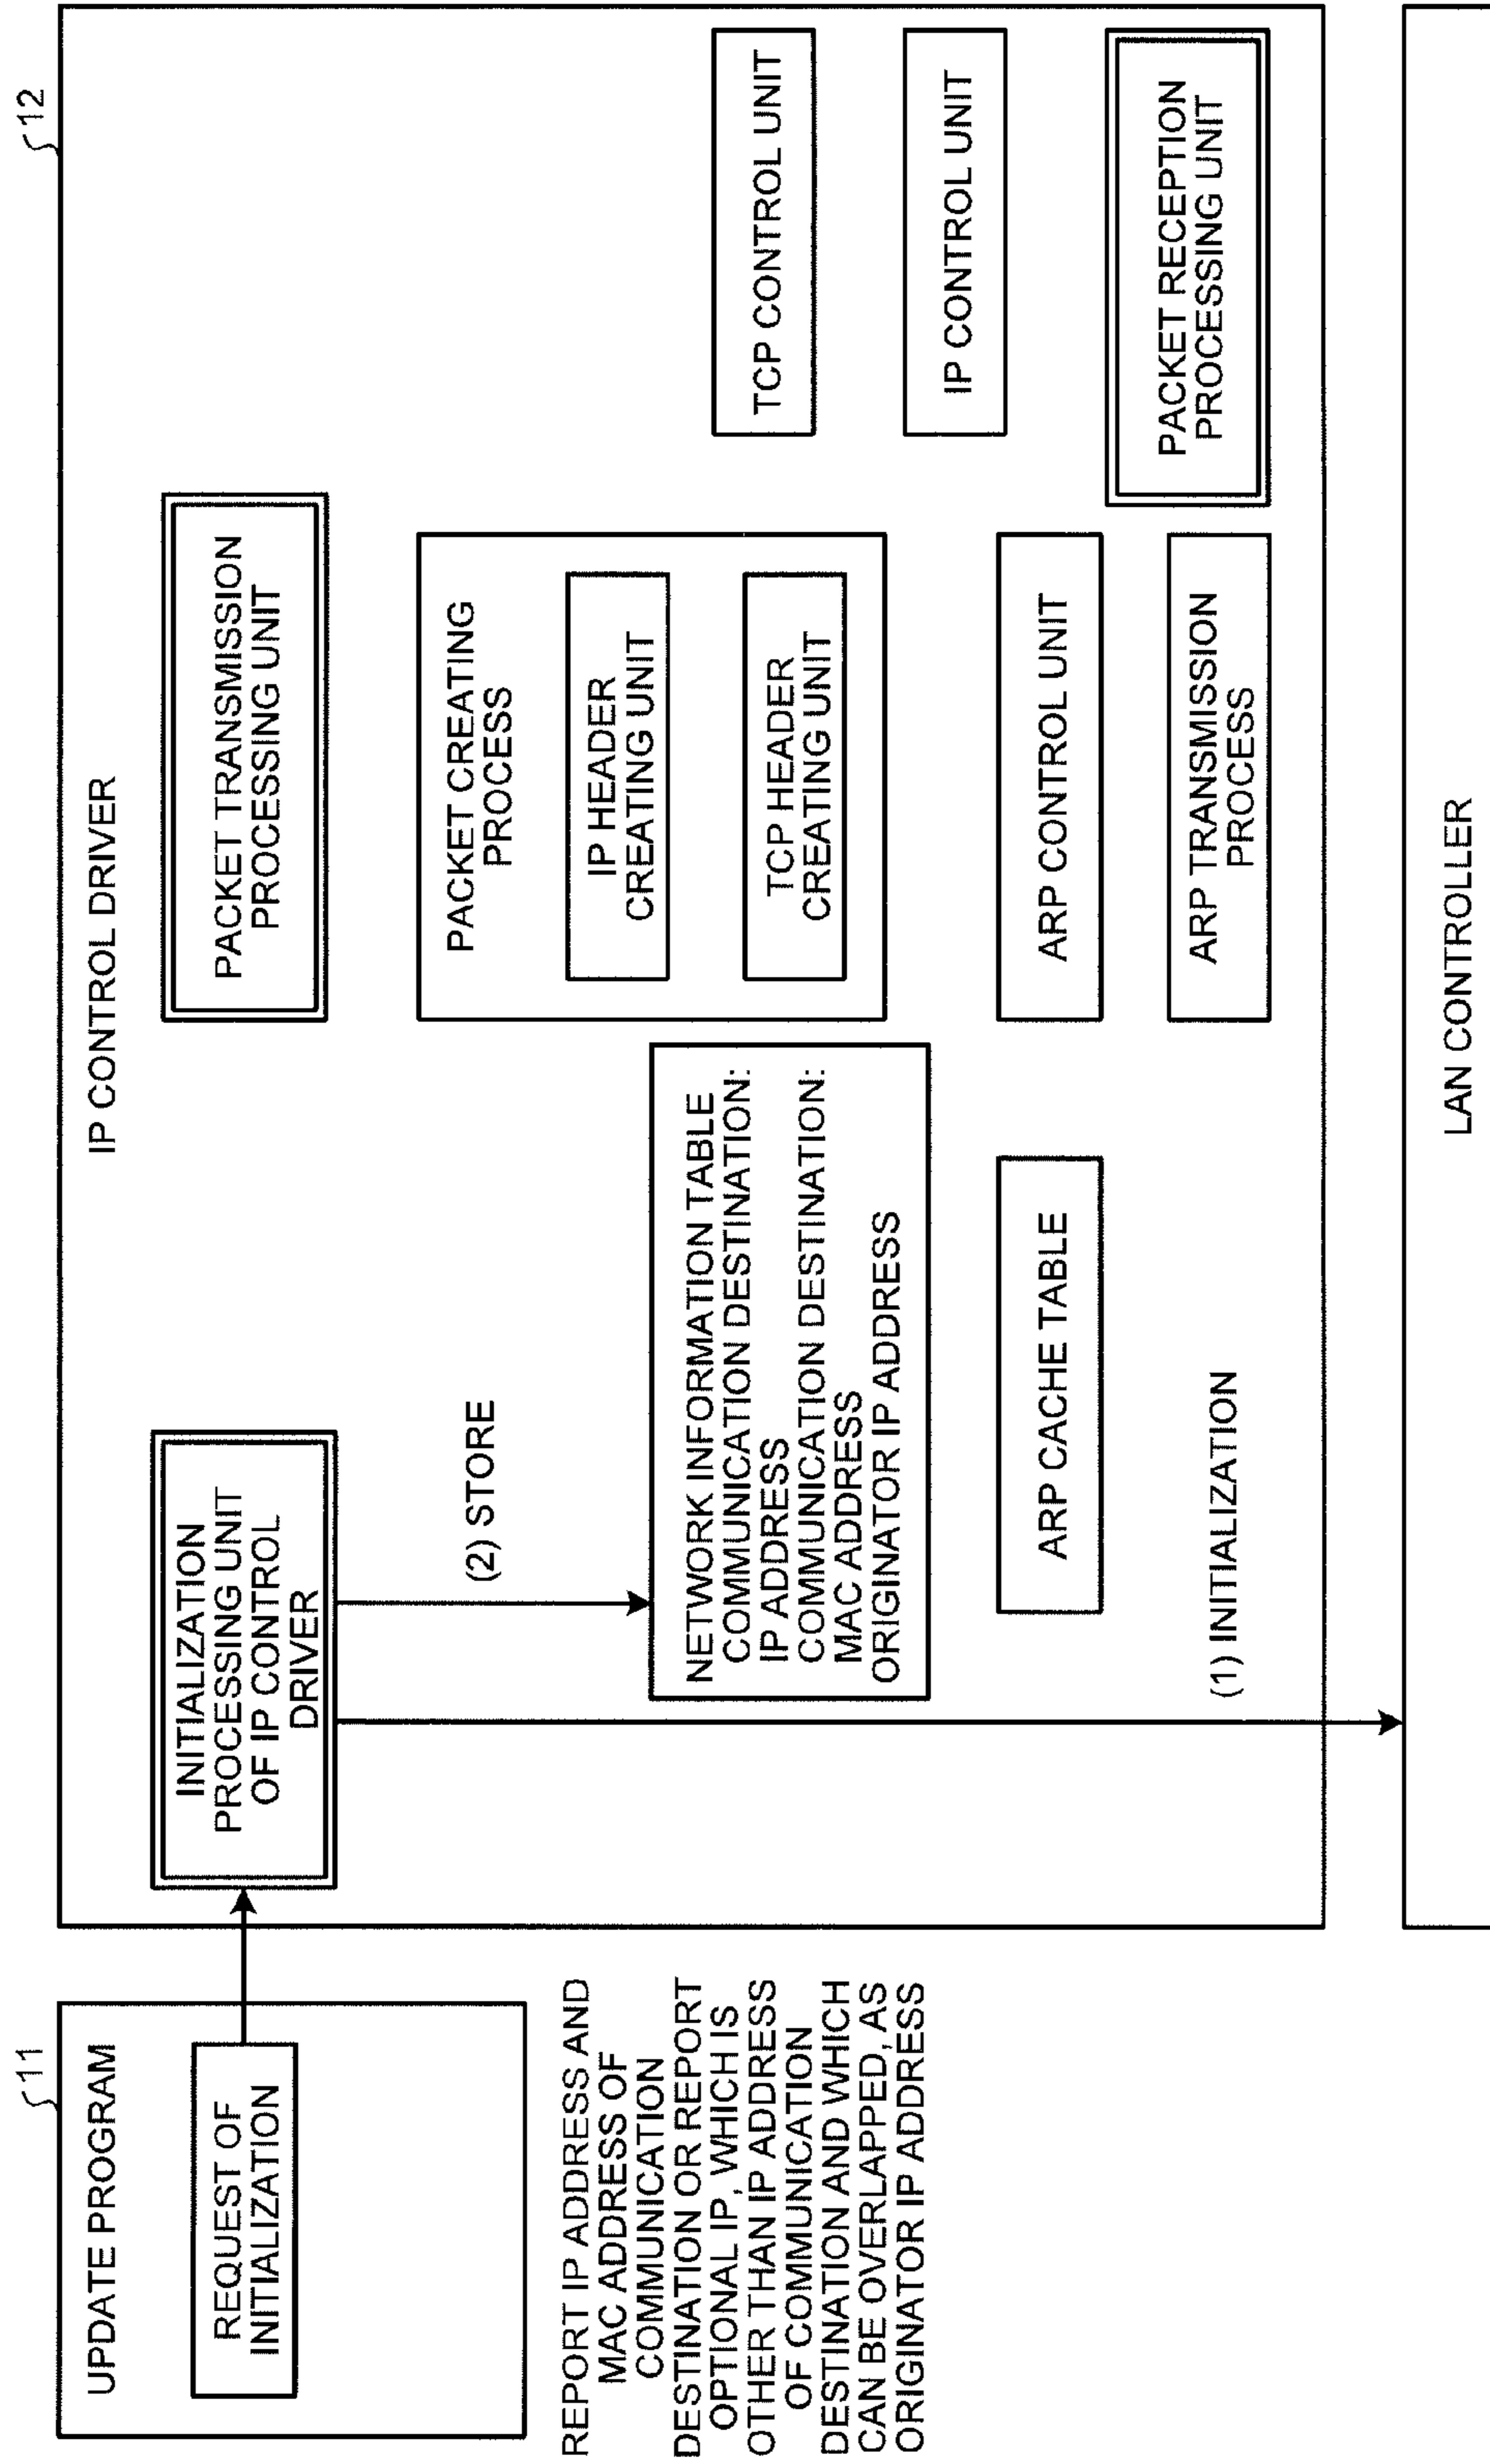 11
UPDATE PROGRAM
REQUEST OF
INITIALIZATION
REPORT IP ADDRESS AND
MAC ADDRESS OF
COMMUNICATION
DESTINATION OR REPORT
OPTIONAL IP, WHICH IS
OTHER THAN IP ADDRESS
OF COMMUNICATION
DESTINATION AND WHICH
CAN BE OVERLAPPED, AS
ORIGINATOR IP ADDRESS
12
IP CONTROL DRIVER
INITIALIZATION
PROCESSING UNIT
OF IP CONTROL
DRIVER
(2) STORE
NETWORK INFORMATION TABLE
COMMUNICATION DESTINATION:
IP ADDRESS
COMMUNICATION DESTINATION:
MAC ADDRESS
ORIGINATOR IP ADDRESS
ARP CACHE TABLE
(1) INITIALIZATION
PACKET TRANSMISSION
PROCESSING UNIT
PACKET CREATING
PROCESS
IP HEADER
CREATING UNIT
TCP HEADER
CREATING UNIT
ARP CONTROL UNIT
ARP TRANSMISSION
PROCESS
TCP CONTROL UNIT
IP CONTROL UNIT
PACKET RECEPTION
PROCESSING UNIT
LAN CONTROLLER